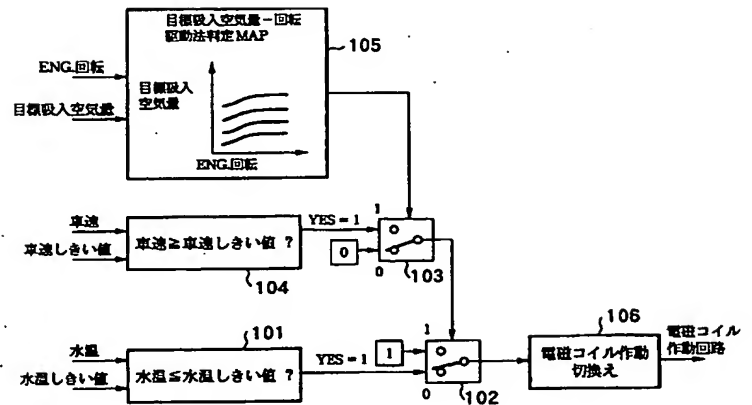 目標吸入空気量－回転
駆動法判定MAP
105
ENG.回転
目標吸入空気量
目標吸入
空気量
ENG.回転
車速
車速しきい値
車速≧車速しきい値 ?
104
YES = 1
0
1
0
103
水温
水温しきい値
101
水温≦水温しきい値 ?
YES = 1
1
1
0
102
106
電磁コイル作動
切換え
電磁コイル
作動回路